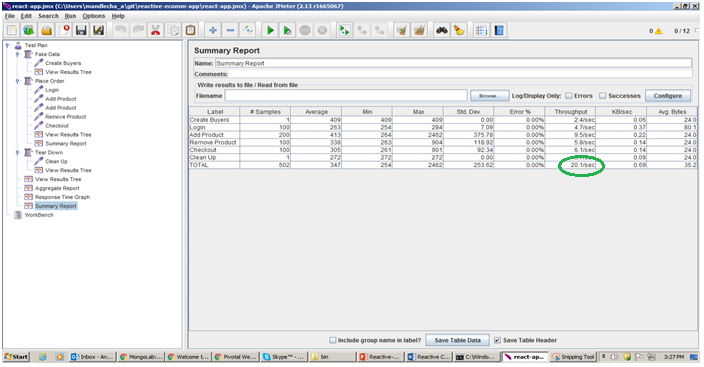 react-app.jmx (C:\Users\mandlecha_a\git\reactive-ecomm-app\react-app.jmx) - Apache JMeter (2.13 r1665067)
File Edit Search Run Options Help
0 0 / 12
Test Plan
Fake Data
Create Buyers
View Results Tree
Place Order
Login
Add Product
Add Product
Remove Product
Checkout
View Results Tree
Summary Report
Tear Down
Clean Up
View Results Tree
View Results Tree
Aggregate Report
Response Time Graph
Summary Report
WorkBench
Summary Report
Name: Summary Report
Comments:
Write results to file / Read from file
Filename Browse... Log/Display Only: Errors Successes Configure
Label # Samples Average Min Max Std. Dev. Error % Throughput KB/sec Avg. Bytes
Create Buyers 1 409 409 409 0.00 0.00% 2.4/sec 0.06 24.0
Login 100 263 254 284 7.09 0.00% 4.7/sec 0.37 80.1
Add Product 200 413 264 2462 375.78 0.00% 9.5/sec 0.22 24.0
Remove Product 100 338 263 904 118.92 0.00% 5.8/sec 0.14 24.0
Checkout 100 305 261 901 92.34 0.00% 6.1/sec 0.14 24.0
Clean Up 1 272 272 272 0.00 0.00% 0.09 24.0
TOTAL 502 347 254 2462 253.62 0.00% 20.1/sec 0.69 35.2
Include group name in label? Save Table Data Save Table Header
Start Inbox - An... MongoLab:... Welcome t... Pivotal We... Skype™ -... bin Reactive-... Reactive C... C:\Windo... react-ap... Snipping Tool 3:27 PM